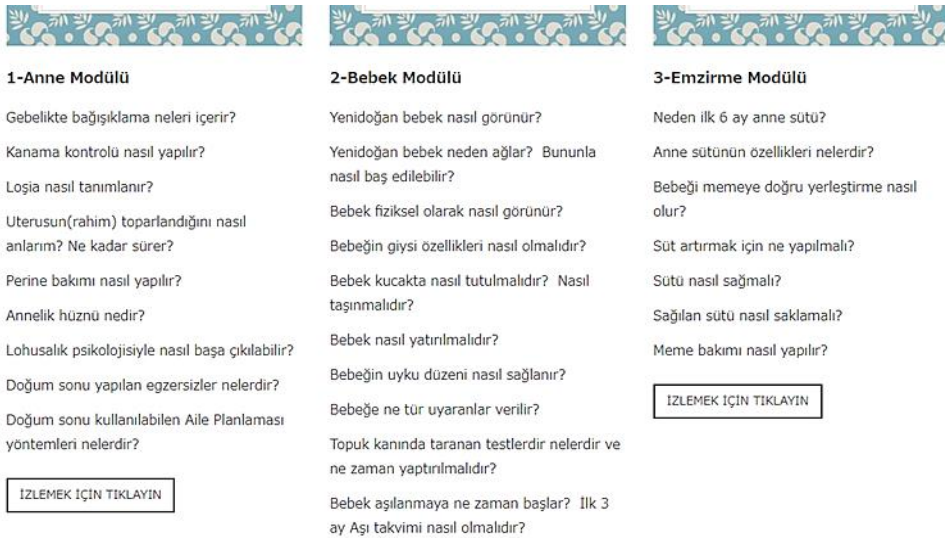 1-Anne Modülü
Gebelikte bağışıklama neleri içerir?
Kanama kontrolü nasıl yapılır?
Loşia nasıl tanımlanır?
Uterusun(rahim) toparlandığını nasıl
anlarım? Ne kadar sürer?
Perine bakımı nasıl yapılır?
Annelik hüznü nedir?
Lohusalık psikolojisiyle nasıl başa çıkılabilir?
Doğum sonu yapılan egzersizler nelerdir?
Doğum sonu kullanılabilen Aile Planlaması
yöntemleri nelerdir?
İZLEMEK İÇİN TIKLAYIN
2-Bebek Modülü
Yenidoğan bebek nasıl görünür?
Yenidoğan bebek neden ağlar? Bununla
nasıl baş edilebilir?
Bebek fiziksel olarak nasıl görünür?
Bebeğin giysi özellikleri nasıl olmalıdır?
Bebek kucakta nasıl tutulmalıdır? Nasıl
taşınmalıdır?
Bebek nasıl yatırılmalıdır?
Bebeğin uyku düzeni nasıl sağlanır?
Bebeğe ne tür uyaranlar verilir?
Topuk kanında taranan testlerdir nelerdir ve
ne zaman yaptırılmalıdır?
Bebek aşılanmaya ne zaman başlar? İlk 3
ay Aşı takvimi nasıl olmalıdır?
3-Emzirme Modülü
Neden ilk 6 ay anne sütü?
Anne sütünün özellikleri nelerdir?
Bebeği memeye doğru yerleştirme nasıl
olur?
Süt artırmak için ne yapılmalı?
Sütü nasıl sağmalı?
Sağılan sütü nasıl saklamalı?
Meme bakımı nasıl yapılır?
İZLEMEK İÇİN TIKLAYIN